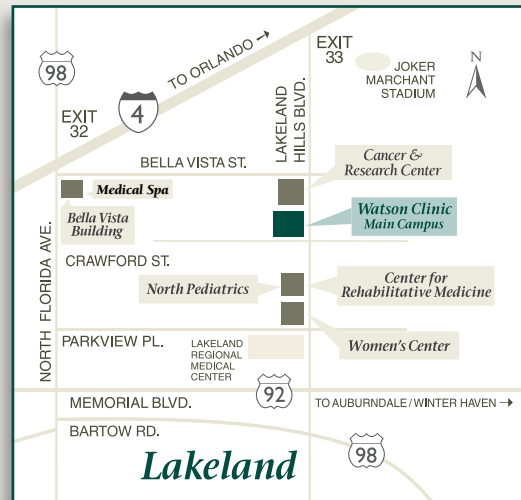 98
TO ORLANDO →
EXIT
33
JOKER
MARCHANT
STADIUM
N
4
EXIT
32
LAKELAND
HILLS BLVD.
BELLA VISTA ST.
Cancer &
Research Center
Medical Spa
Bella Vista
Building
Watson Clinic
Main Campus
NORTH FLORIDA AVE.
CRAWFORD ST.
North Pediatrics
Center for
Rehabilitative Medicine
PARKVIEW PL.
LAKELAND
REGIONAL
MEDICAL
CENTER
Women's Center
92
MEMORIAL BLVD.
TO AUBURNDALE / WINTER HAVEN →
BARTOW RD.
Lakeland
98